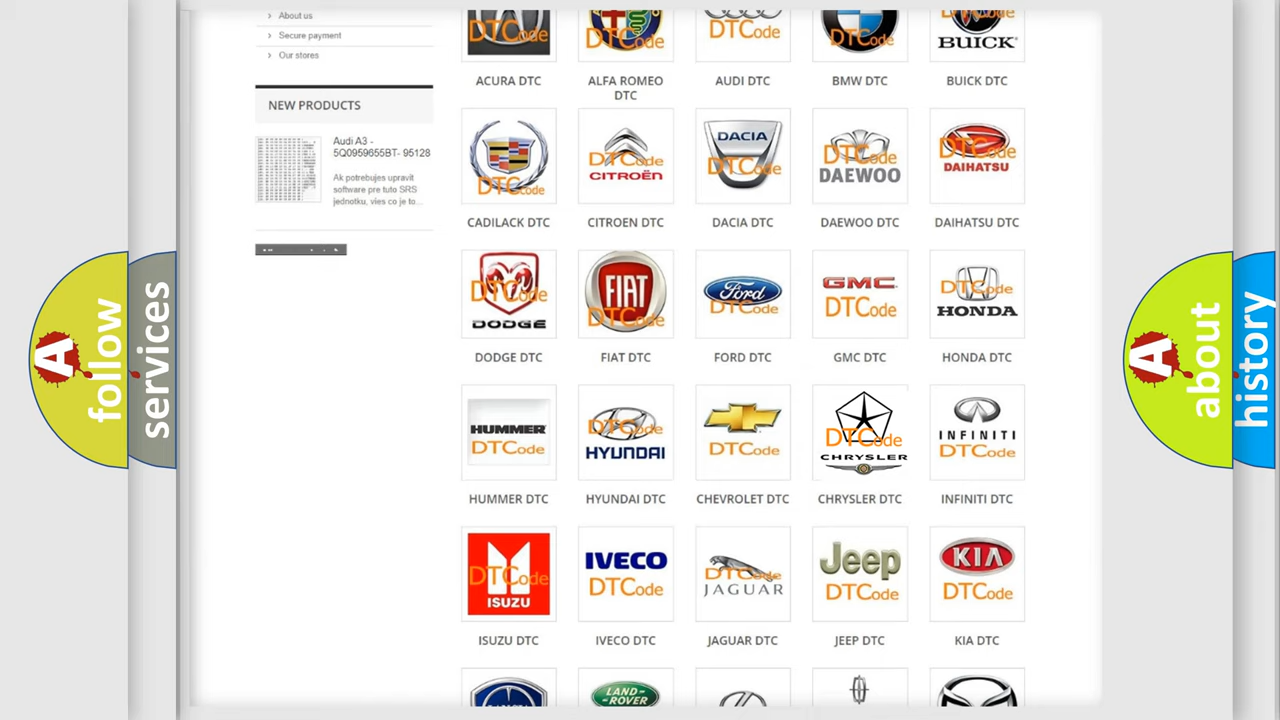 About us
Secure payment
Our stores
NEW PRODUCTS
Audi A3 -
5Q0959655BT- 95128
Ak potrebujes upravit
software pre tuto SRS
jednotku, vies co je to...
DTCode
DTCode
DTCode
DTCode
BUICK
ACURA DTC
ALFA ROMEO
DTC
AUDI DTC
BMW DTC
BUICK DTC
DTCode
DTCode
CITROËN
DACIA
DTCode
DTCode
DAEWOO
DTCode
DAIHATSU
CADILACK DTC
CITROEN DTC
DACIA DTC
DAEWOO DTC
DAIHATSU DTC
DTCode
DODGE
FIAT
DTCode
Ford
DTCode
GMC
DTCode
DTCode
HONDA
DODGE DTC
FIAT DTC
FORD DTC
GMC DTC
HONDA DTC
HUMMER
DTCode
DTCode
HYUNDAI
DTCode
DTCode
CHRYSLER
INFINITI
DTCode
HUMMER DTC
HYUNDAI DTC
CHEVROLET DTC
CHRYSLER DTC
INFINITI DTC
DTCode
ISUZU
IVECO
DTCode
DTCode
JAGUAR
Jeep
DTCode
KIA
DTCode
ISUZU DTC
IVECO DTC
JAGUAR DTC
JEEP DTC
KIA DTC
LAND-
ROVER
A follow
services
A about
history